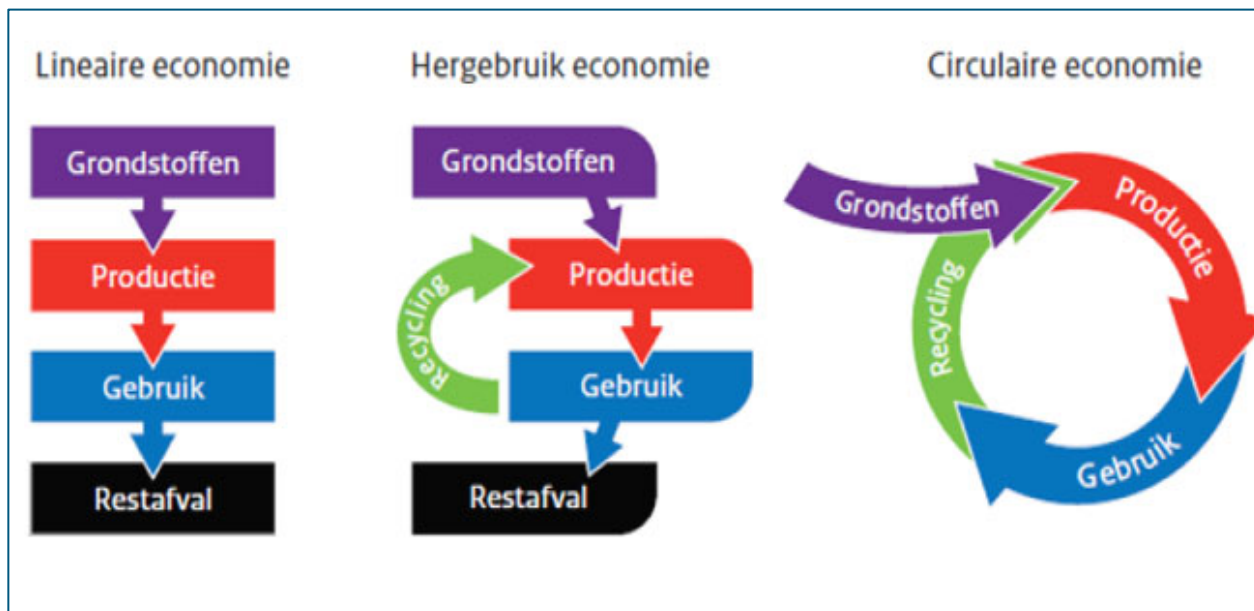 Lineaire economie
Grondstoffen
Productie
Gebruik
Restafval
Hergebruik economie
Grondstoffen
Productie
Recycling
Gebruik
Restafval
Circulaire economie
Grondstoffen
Productie
Gebruik
Recycling